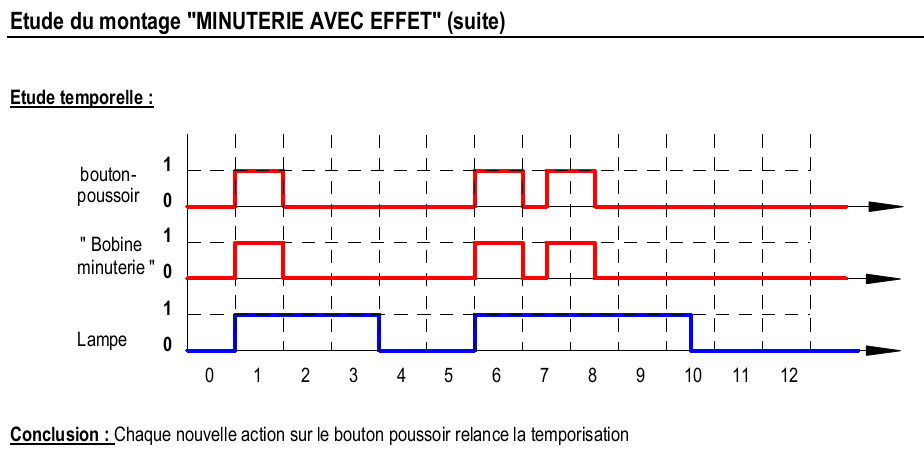 Etude du montage "MINUTERIE AVEC EFFET" (suite)
Etude temporelle :
bouton-
poussoir
1
0
" Bobine
minuterie "
1
0
Lampe
1
0
0 1 2 3 4 5 6 7 8 9 10 11 12
Conclusion : Chaque nouvelle action sur le bouton poussoir relance la temporisation